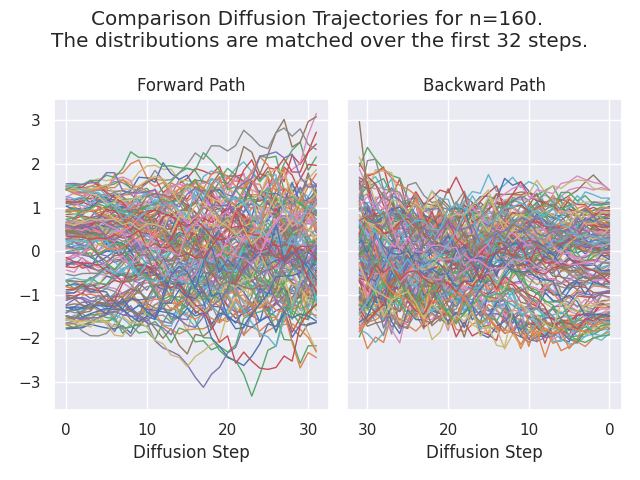 Comparison Diffusion Trajectories for n=160.
The distributions are matched over the first 32 steps.
Forward Path
Backward Path
3
2
1
0
−1
−2
−3
0 10 20 30
30 20 10 0
Diffusion Step
Diffusion Step